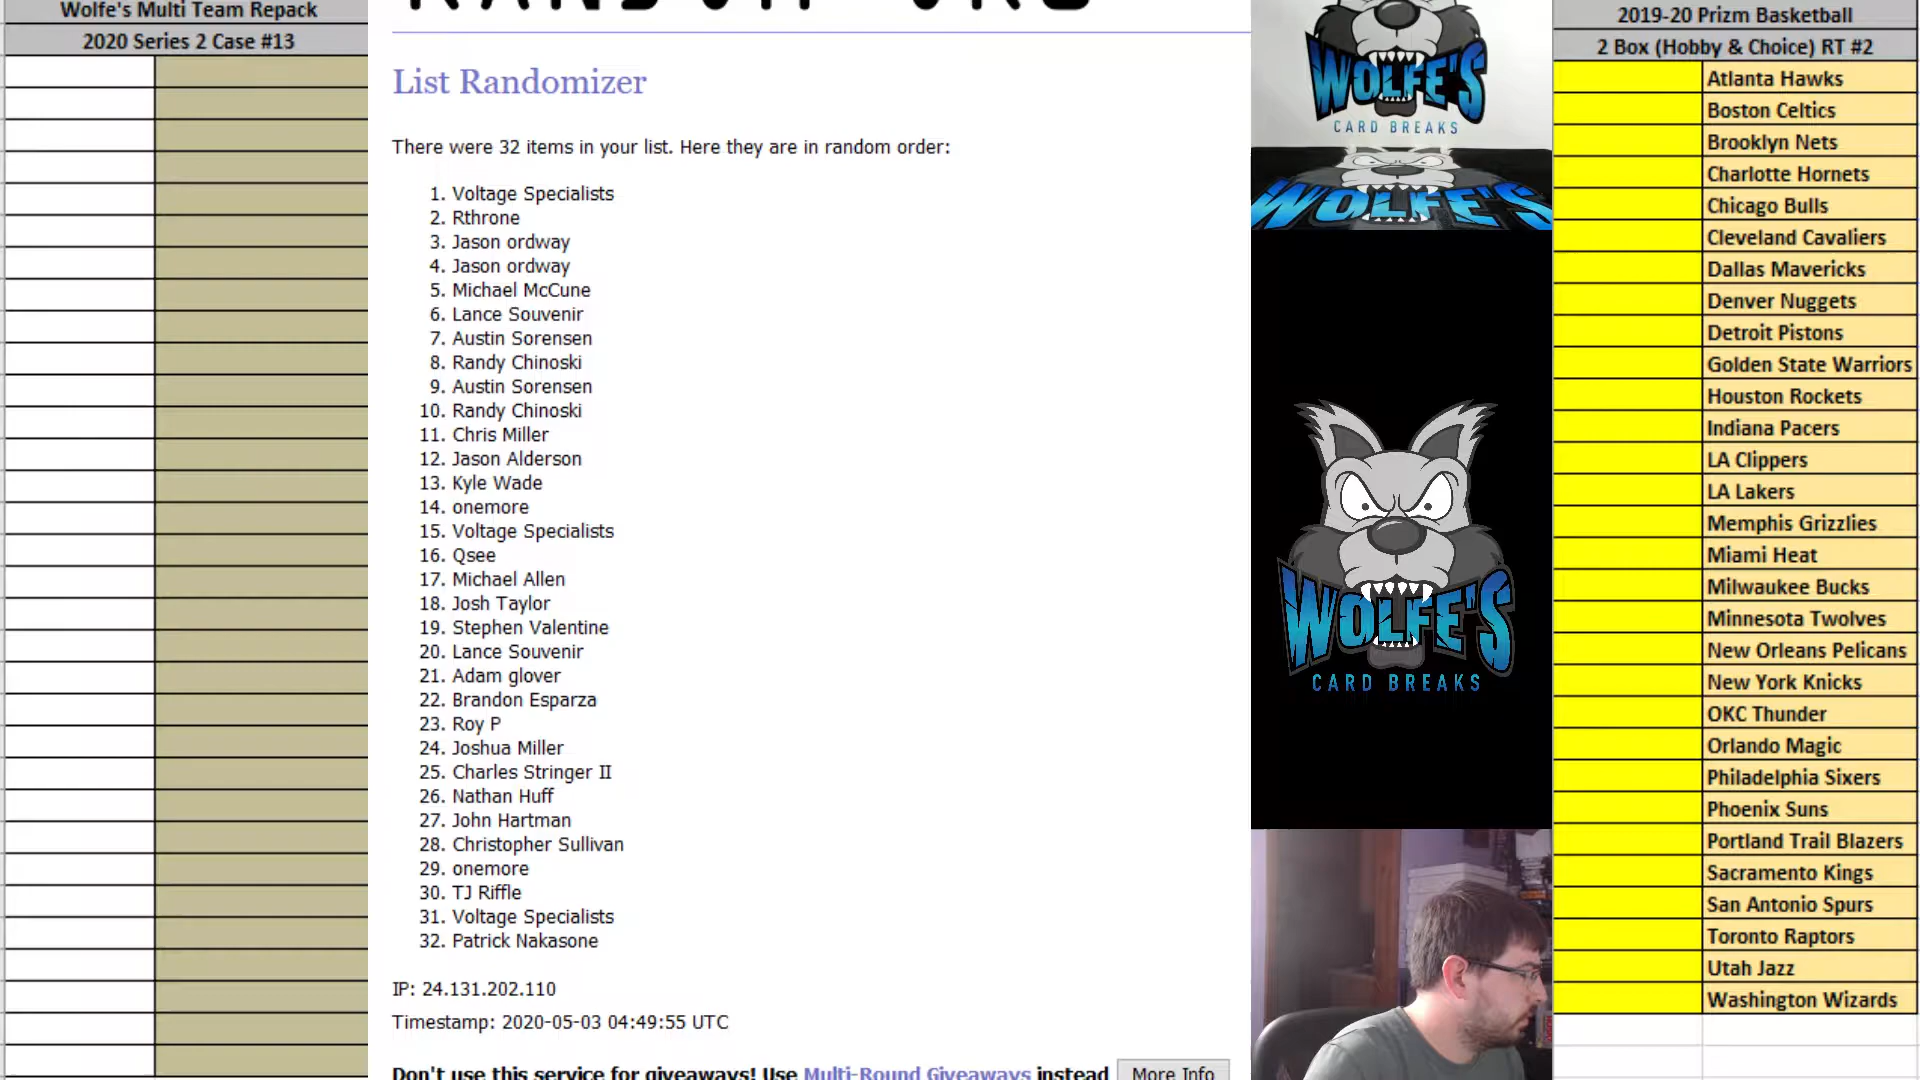 Wolfe's Multi Team Repack
2020 Series 2 Case #13
List Randomizer
There were 32 items in your list. Here they are in random order:
1. Voltage Specialists
2. Rthrone
3. Jason ordway
4. Jason ordway
5. Michael McCune
6. Lance Souvenir
7. Austin Sorensen
8. Randy Chinoski
9. Austin Sorensen
10. Randy Chinoski
11. Chris Miller
12. Jason Alderson
13. Kyle Wade
14. onemore
15. Voltage Specialists
16. Qsee
17. Michael Allen
18. Josh Taylor
19. Stephen Valentine
20. Lance Souvenir
21. Adam glover
22. Brandon Esparza
23. Roy P
24. Joshua Miller
25. Charles Stringer II
26. Nathan Huff
27. John Hartman
28. Christopher Sullivan
29. onemore
30. TJ Riffle
31. Voltage Specialists
32. Patrick Nakasone
IP: 24.131.202.110
Timestamp: 2020-05-03 04:49:55 UTC
Don't use this service for giveaways! Use Multi-Round Giveaways instead
More Info
WOLFE'S
CARD BREAKS
WOLFE'S
WOLFE'S
CARD BREAKS
2019-20 Prizm Basketball
2 Box (Hobby & Choice) RT #2
Atlanta Hawks
Boston Celtics
Brooklyn Nets
Charlotte Hornets
Chicago Bulls
Cleveland Cavaliers
Dallas Mavericks
Denver Nuggets
Detroit Pistons
Golden State Warriors
Houston Rockets
Indiana Pacers
LA Clippers
LA Lakers
Memphis Grizzlies
Miami Heat
Milwaukee Bucks
Minnesota Twolves
New Orleans Pelicans
New York Knicks
OKC Thunder
Orlando Magic
Philadelphia Sixers
Phoenix Suns
Portland Trail Blazers
Sacramento Kings
San Antonio Spurs
Toronto Raptors
Utah Jazz
Washington Wizards